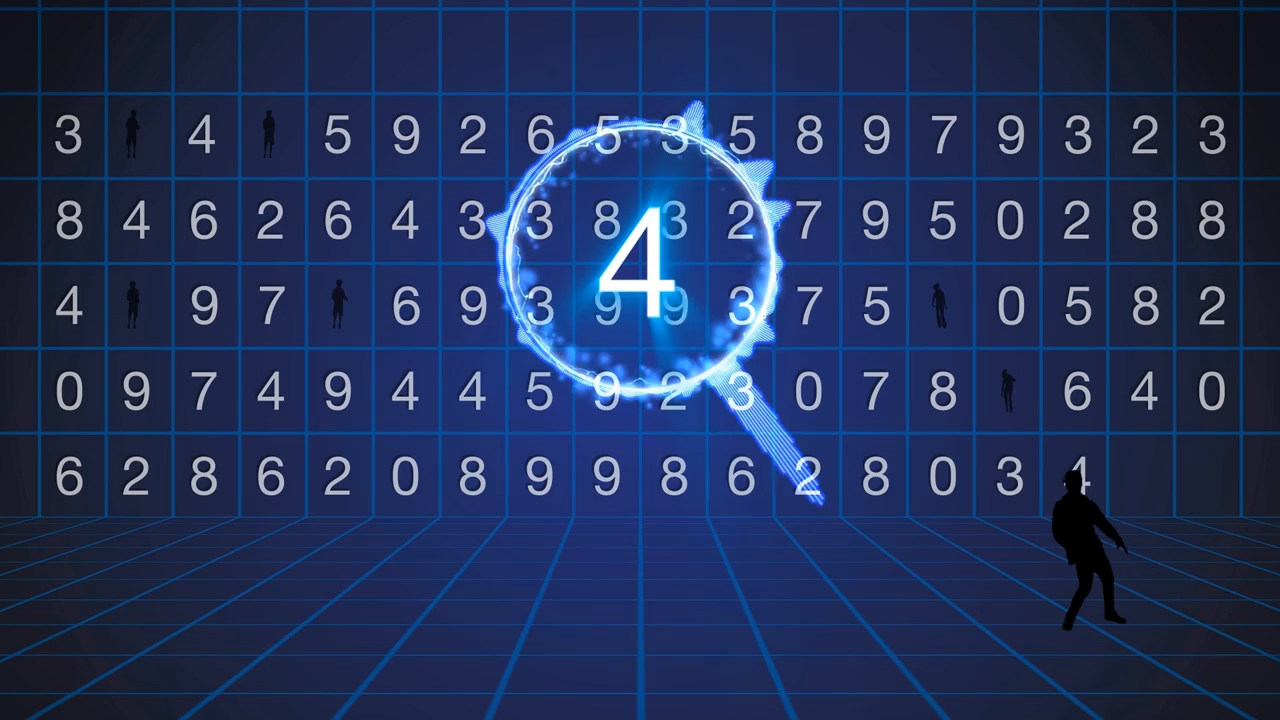 3 4 5 9 2 6 5 3 5 8 9 7 9 3 2 3
8 4 6 2 6 4 3 3 8 3 2 7 9 5 0 2 8 8
4
4 9 7 6 9 3 9 9 3 7 5 0 5 8 2
0 9 7 4 9 4 4 5 9 2 3 0 7 8 6 4 0
6 2 8 6 2 0 8 9 9 8 6 2 8 0 3 4